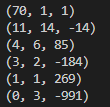 (70, 1, 1)
(11, 14, -14)
(4, 6, 85)
(3, 2, -184)
(1, 1, 269)
(0, 3, -991)